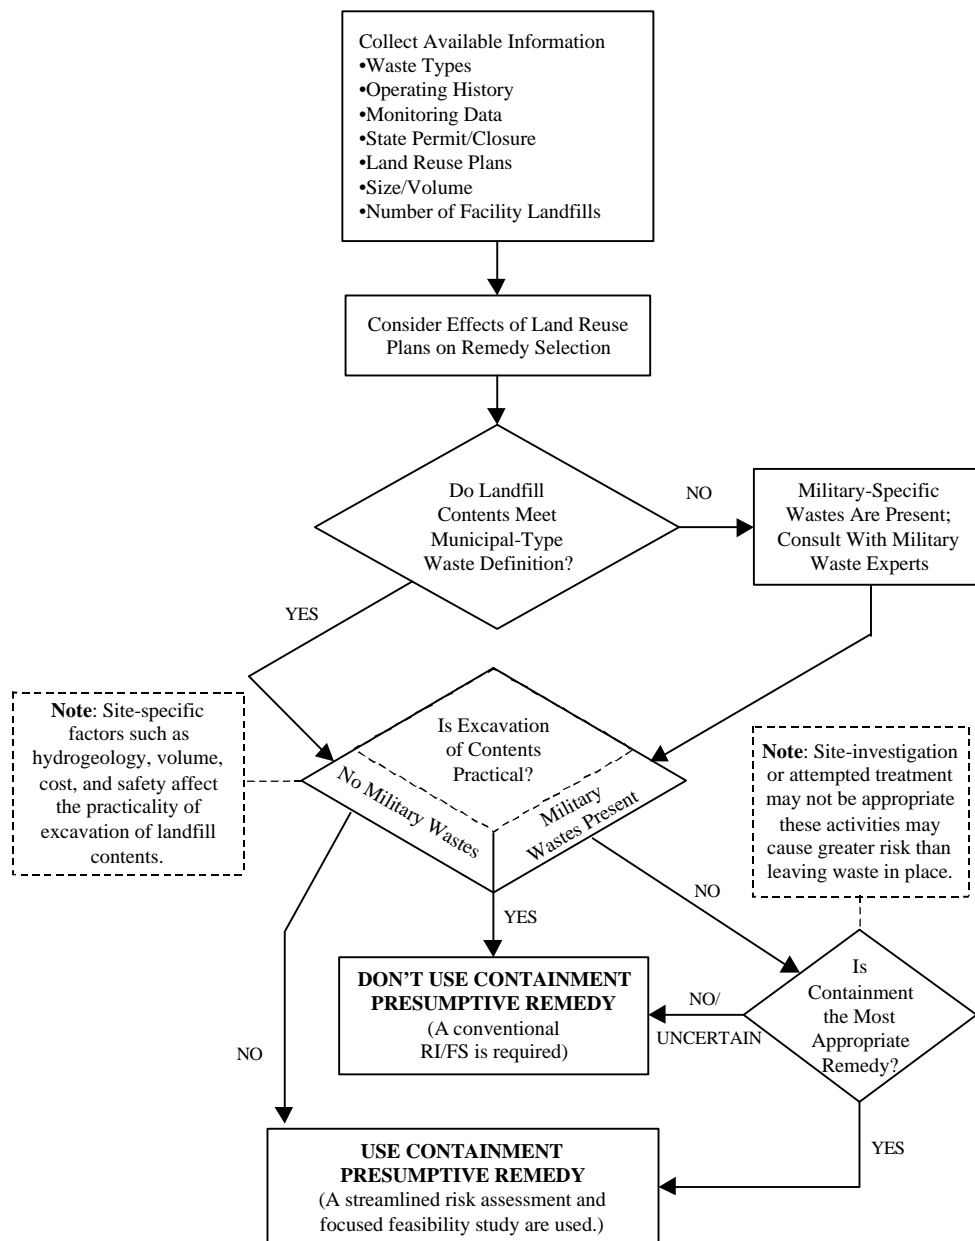 Collect Available Information
•Waste Types
•Operating History
•Monitoring Data
•State Permit/Closure
•Land Reuse Plans
•Size/Volume
•Number of Facility Landfills
Consider Effects of Land Reuse
Plans on Remedy Selection
Do Landfill
Contents Meet
Municipal-Type
Waste Definition?
NO
Military-Specific
Wastes Are Present;
Consult With Military
Waste Experts
YES
Note: Site-specific
factors such as
hydrogeology, volume,
cost, and safety affect
the practicality of
excavation of landfill
contents.
Is Excavation
of Contents
Practical?
No Military Wastes
Military
Wastes Present
Note: Site-investigation
or attempted treatment
may not be appropriate
these activities may
cause greater risk than
leaving waste in place.
NO
YES
DON’T USE CONTAINMENT
PRESUMPTIVE REMEDY
(A conventional
RI/FS is required)
NO/
UNCERTAIN
Is
Containment
the Most
Appropriate
Remedy?
NO
YES
USE CONTAINMENT
PRESUMPTIVE REMEDY
(A streamlined risk assessment and
focused feasibility study are used.)